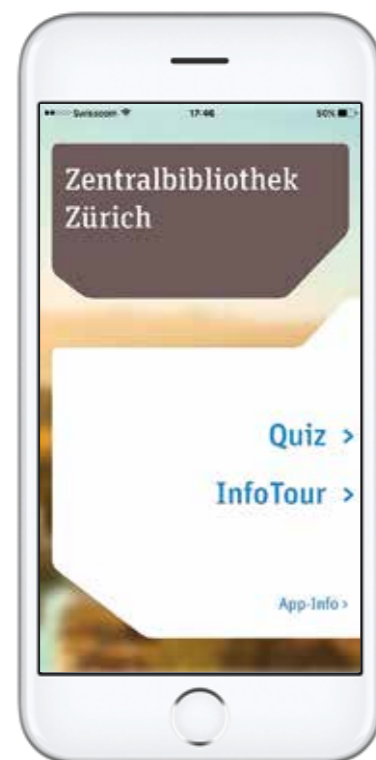 Swisscom 17:46 50%
Zentralbibliothek
Zürich
Quiz >
InfoTour >
App-Info >